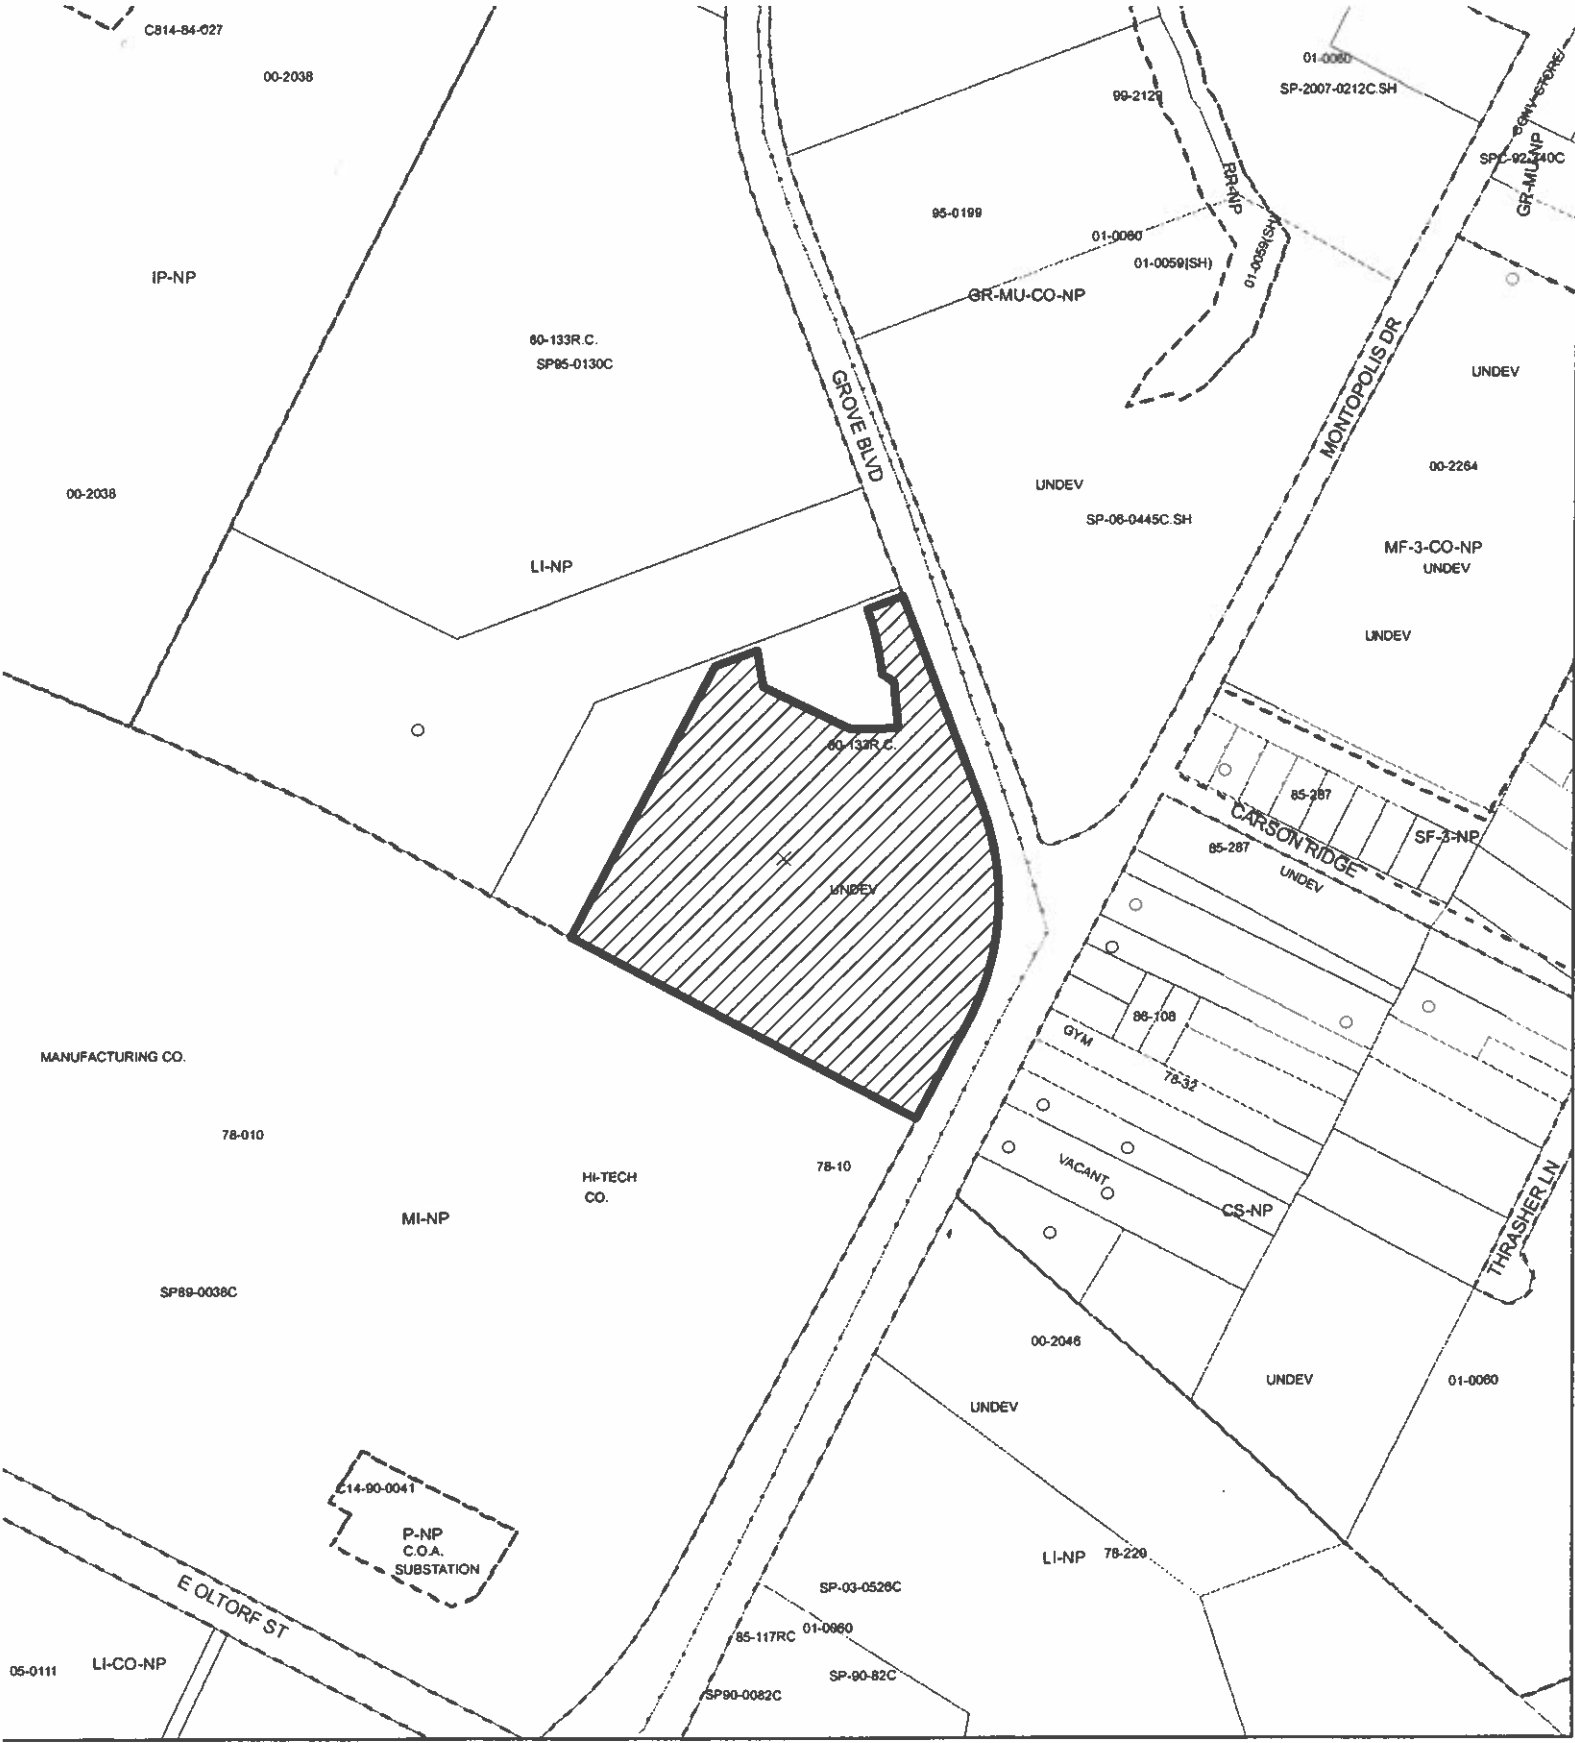 C814-84-027
00-2038
01-0060
SP-2007-0212C.SH
99-2129
CONV-STORE/
SPC-92-140C
GR-MU-NP
RR-NP
95-0199
01-0060
01-0059(SH)
01-0059(SH)
IP-NP
GR-MU-CO-NP
60-133R.C.
SP95-0130C
GROVE BLVD
MONTOPOLIS DR
UNDEV
00-2038
00-2264
UNDEV
SP-06-0445C.SH
MF-3-CO-NP
UNDEV
LI-NP
UNDEV
60-133R.C.
85-287
CARSON RIDGE
SF-3-NP
85-287
UNDEV
UNDEV
86-108
GYM
78-32
MANUFACTURING CO.
78-010
78-10
HI-TECH
CO.
VACANT
MI-NP
CS-NP
THRASHER LN
SP89-0038C
00-2046
UNDEV
01-0060
UNDEV
C14-90-0041
P-NP
C.O.A.
SUBSTATION
LI-NP
78-220
E OLTORF ST
SP-03-0526C
85-117RC
01-0060
05-0111
LI-CO-NP
SP-90-82C
SP90-0082C